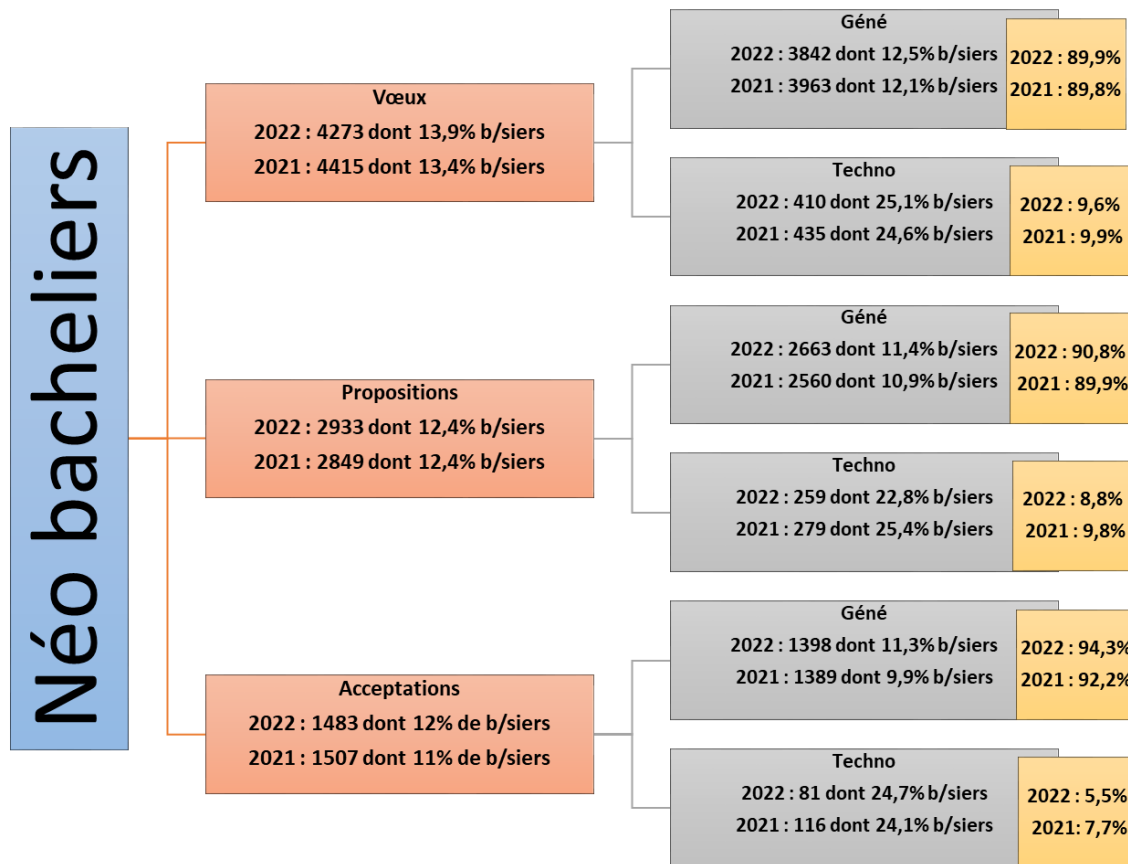 Néo bacheliers
Vœux
2022 : 4273 dont 13,9% b/siers
2021 : 4415 dont 13,4% b/siers
Géné
2022 : 3842 dont 12,5% b/siers
2021 : 3963 dont 12,1% b/siers
2022 : 89,9%
2021 : 89,8%
Techno
2022 : 410 dont 25,1% b/siers
2021 : 435 dont 24,6% b/siers
2022 : 9,6%
2021 : 9,9%
Propositions
2022 : 2933 dont 12,4% b/siers
2021 : 2849 dont 12,4% b/siers
Géné
2022 : 2663 dont 11,4% b/siers
2021 : 2560 dont 10,9% b/siers
2022 : 90,8%
2021 : 89,9%
Techno
2022 : 259 dont 22,8% b/siers
2021 : 279 dont 25,4% b/siers
2022 : 8,8%
2021 : 9,8%
Acceptations
2022 : 1483 dont 12% de b/siers
2021 : 1507 dont 11% de b/siers
Géné
2022 : 1398 dont 11,3% b/siers
2021 : 1389 dont 9,9% b/siers
2022 : 94,3%
2021 : 92,2%
Techno
2022 : 81 dont 24,7% b/siers
2021 : 116 dont 24,1% b/siers
2022 : 5,5%
2021: 7,7%